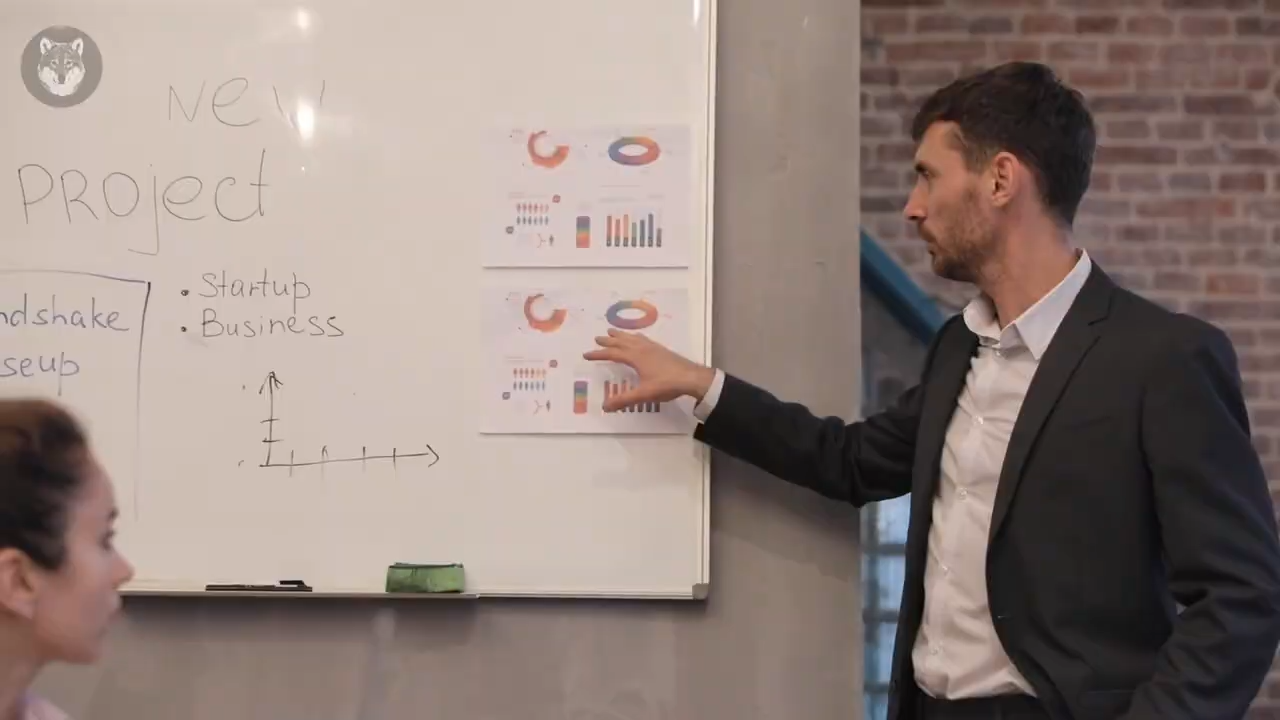 New
PROject
ndshake
seup
• Startup
• Business